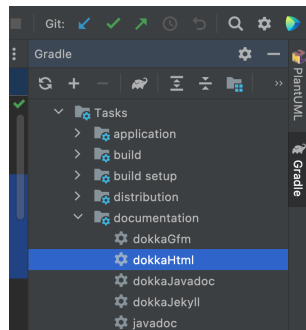 Git:
Gradle
Tasks
application
build
build setup
distribution
documentation
dokkaGfm
dokkaHtml
dokkaJavadoc
dokkaJekyll
javadoc
PlantUML
Gradle